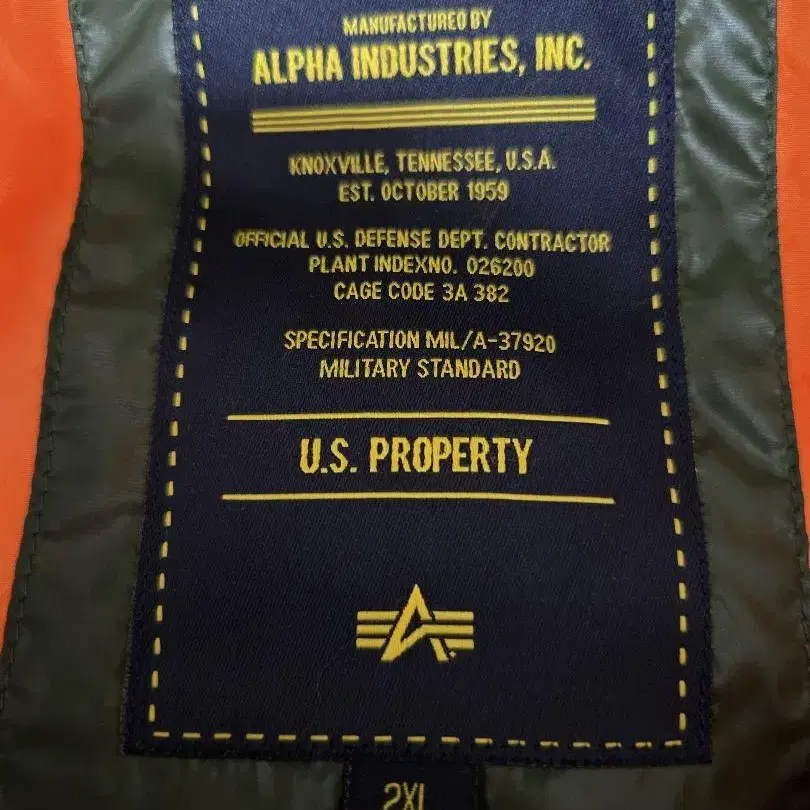 MANUFACTURED BY
ALPHA INDUSTRIES, INC.
KNOXVILLE, TENNESSEE, U.S.A.
EST. OCTOBER 1959
OFFICIAL U.S. DEFENSE DEPT. CONTRACTOR
PLANT INDEXNO. 026200
CAGE CODE 3A 382
SPECIFICATION MIL/A-37920
MILITARY STANDARD
U.S. PROPERTY
2XL